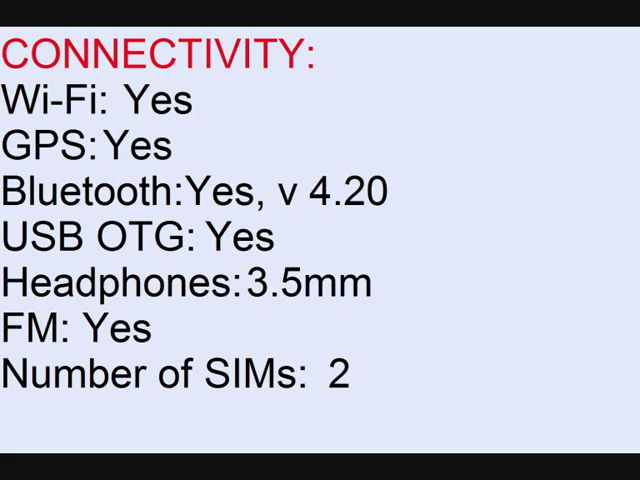 CONNECTIVITY:
Wi-Fi: Yes
GPS: Yes
Bluetooth:Yes, v 4.20
USB OTG: Yes
Headphones: 3.5mm
FM: Yes
Number of SIMs: 2